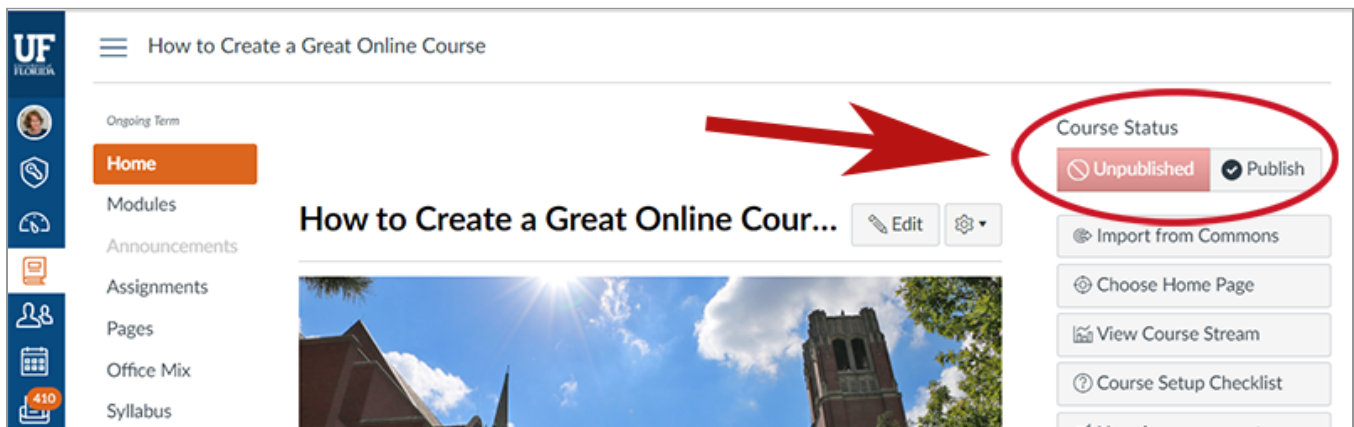 UF
FLORIDA
How to Create a Great Online Course
Ongoing Term
Home
Modules
Announcements
Assignments
Pages
Office Mix
Syllabus
410
How to Create a Great Online Cour...
Edit
Course Status
Unpublished
Publish
Import from Commons
Choose Home Page
View Course Stream
Course Setup Checklist